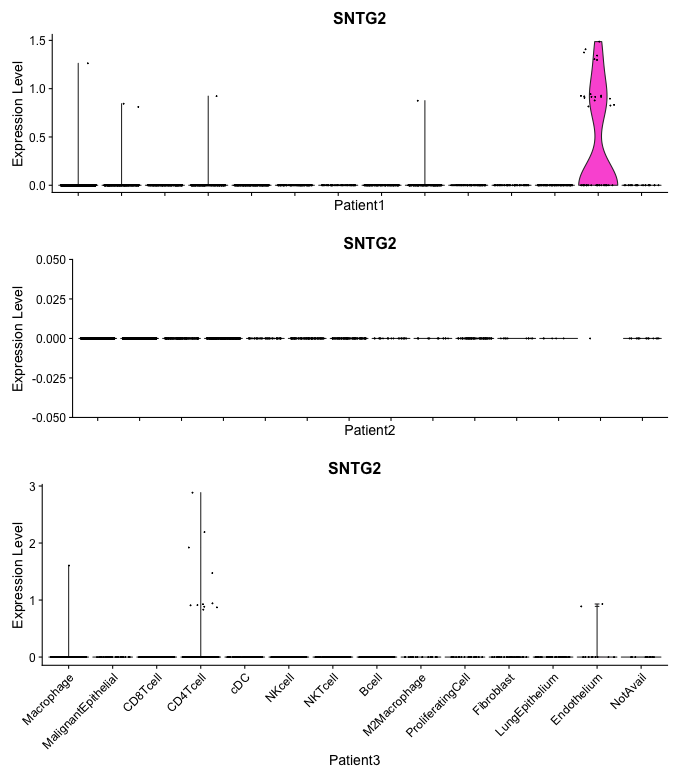 SNTG2
Expression Level
1.5
1.0
0.5
0.0
Patient1
SNTG2
Expression Level
0.050
0.025
0.000
-0.025
-0.050
Patient2
SNTG2
Expression Level
3
2
1
0
Macrophage
MalignantEpithelial
CD8Tcell
CD4Tcell
cDC
NKcell
NKTcell
Bcell
M2Macrophage
ProliferatingCell
Fibroblast
LungEpithelium
Endothelium
NotAvail
Patient3